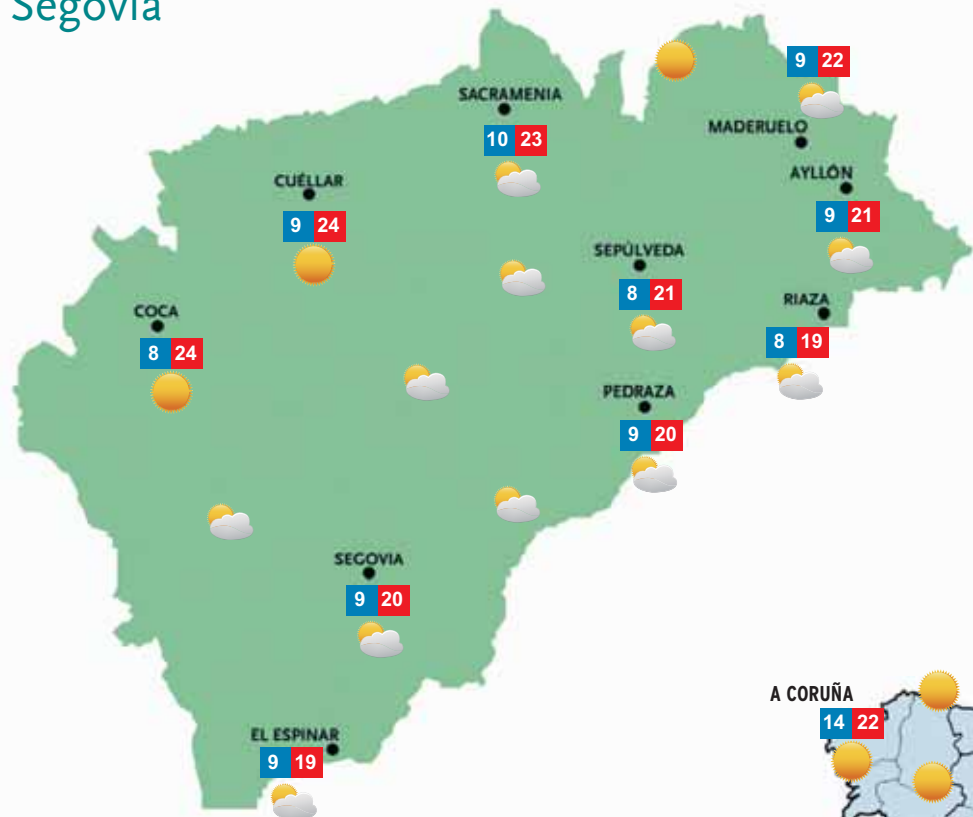 Segovia
9 22
SACRAMENIA
10 23
MADERUELO
AYLLÓN
9 21
CUÉLLAR
9 24
SEPÚLVEDA
8 21
COCA
8 24
RIAZA
8 19
PEDRAZA
9 20
SEGOVIA
9 20
A CORUÑA
14 22
EL ESPINAR
9 19